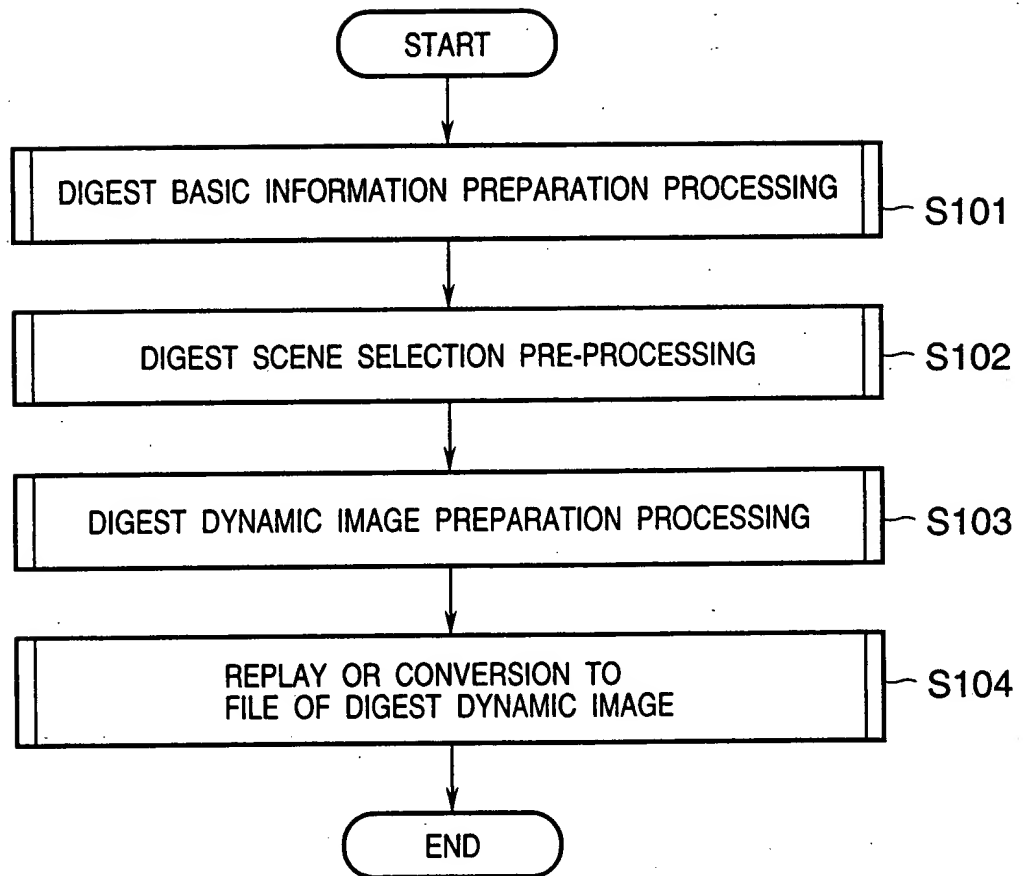 START
DIGEST BASIC INFORMATION PREPARATION PROCESSING
S101
DIGEST SCENE SELECTION PRE-PROCESSING
S102
DIGEST DYNAMIC IMAGE PREPARATION PROCESSING
S103
REPLAY OR CONVERSION TO
FILE OF DIGEST DYNAMIC IMAGE
S104
END